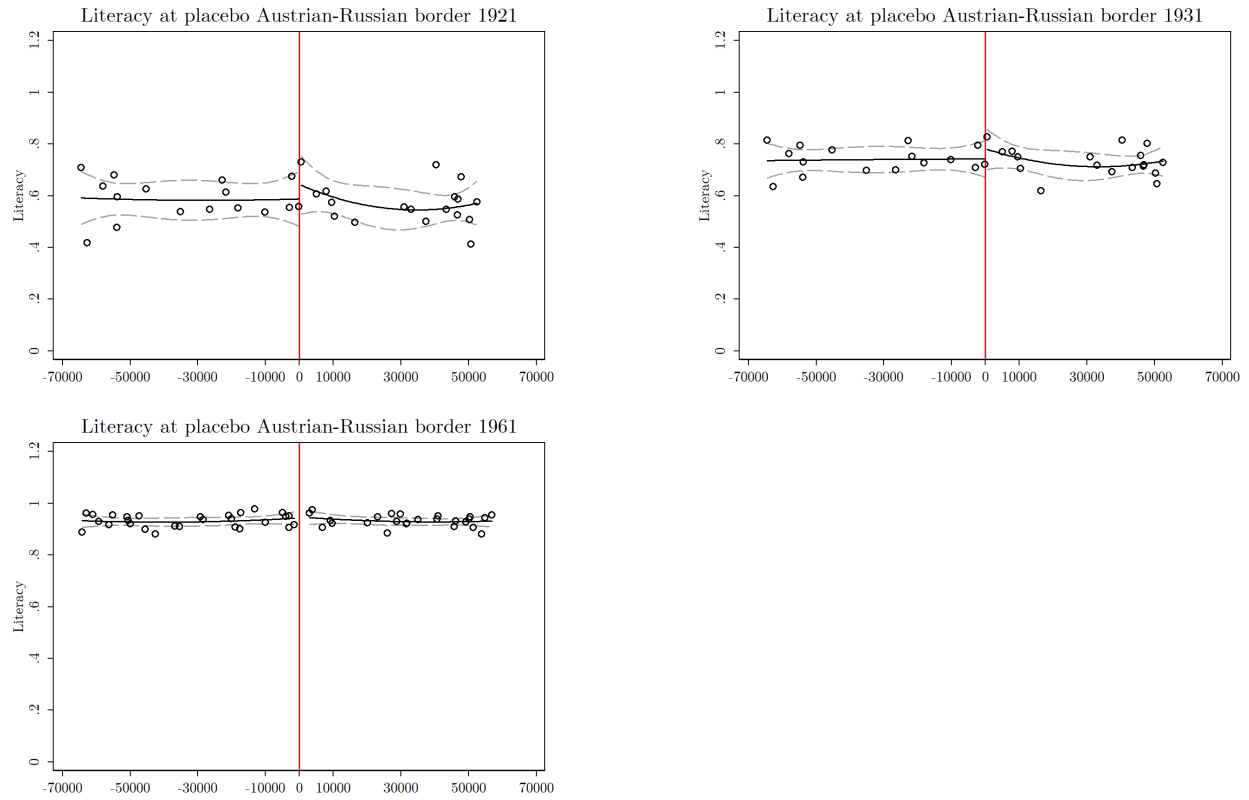 Literacy at placebo Austrian-Russian border 1921
Literacy
0 .2 .4 .6 .8 1 1.2
-70000 -50000 -30000 -10000 0 10000 30000 50000 70000
Literacy at placebo Austrian-Russian border 1931
Literacy
0 .2 .4 .6 .8 1 1.2
-70000 -50000 -30000 -10000 0 10000 30000 50000 70000
Literacy at placebo Austrian-Russian border 1961
Literacy
0 .2 .4 .6 .8 1 1.2
-70000 -50000 -30000 -10000 0 10000 30000 50000 70000